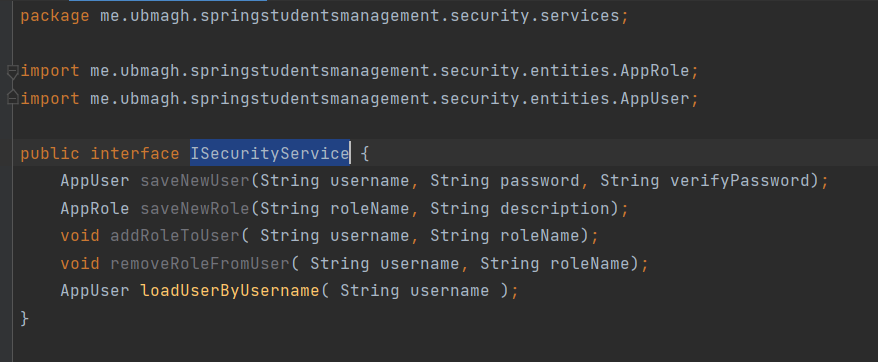 package me.ubmagh.springstudentsmanagement.security.services;
import me.ubmagh.springstudentsmanagement.security.entities.AppRole;
import me.ubmagh.springstudentsmanagement.security.entities.AppUser;
public interface ISecurityService {
AppUser saveNewUser(String username, String password, String verifyPassword);
AppRole saveNewRole(String roleName, String description);
void addRoleToUser( String username, String roleName);
void removeRoleFromUser( String username, String roleName);
AppUser loadUserByUsername( String username );
}